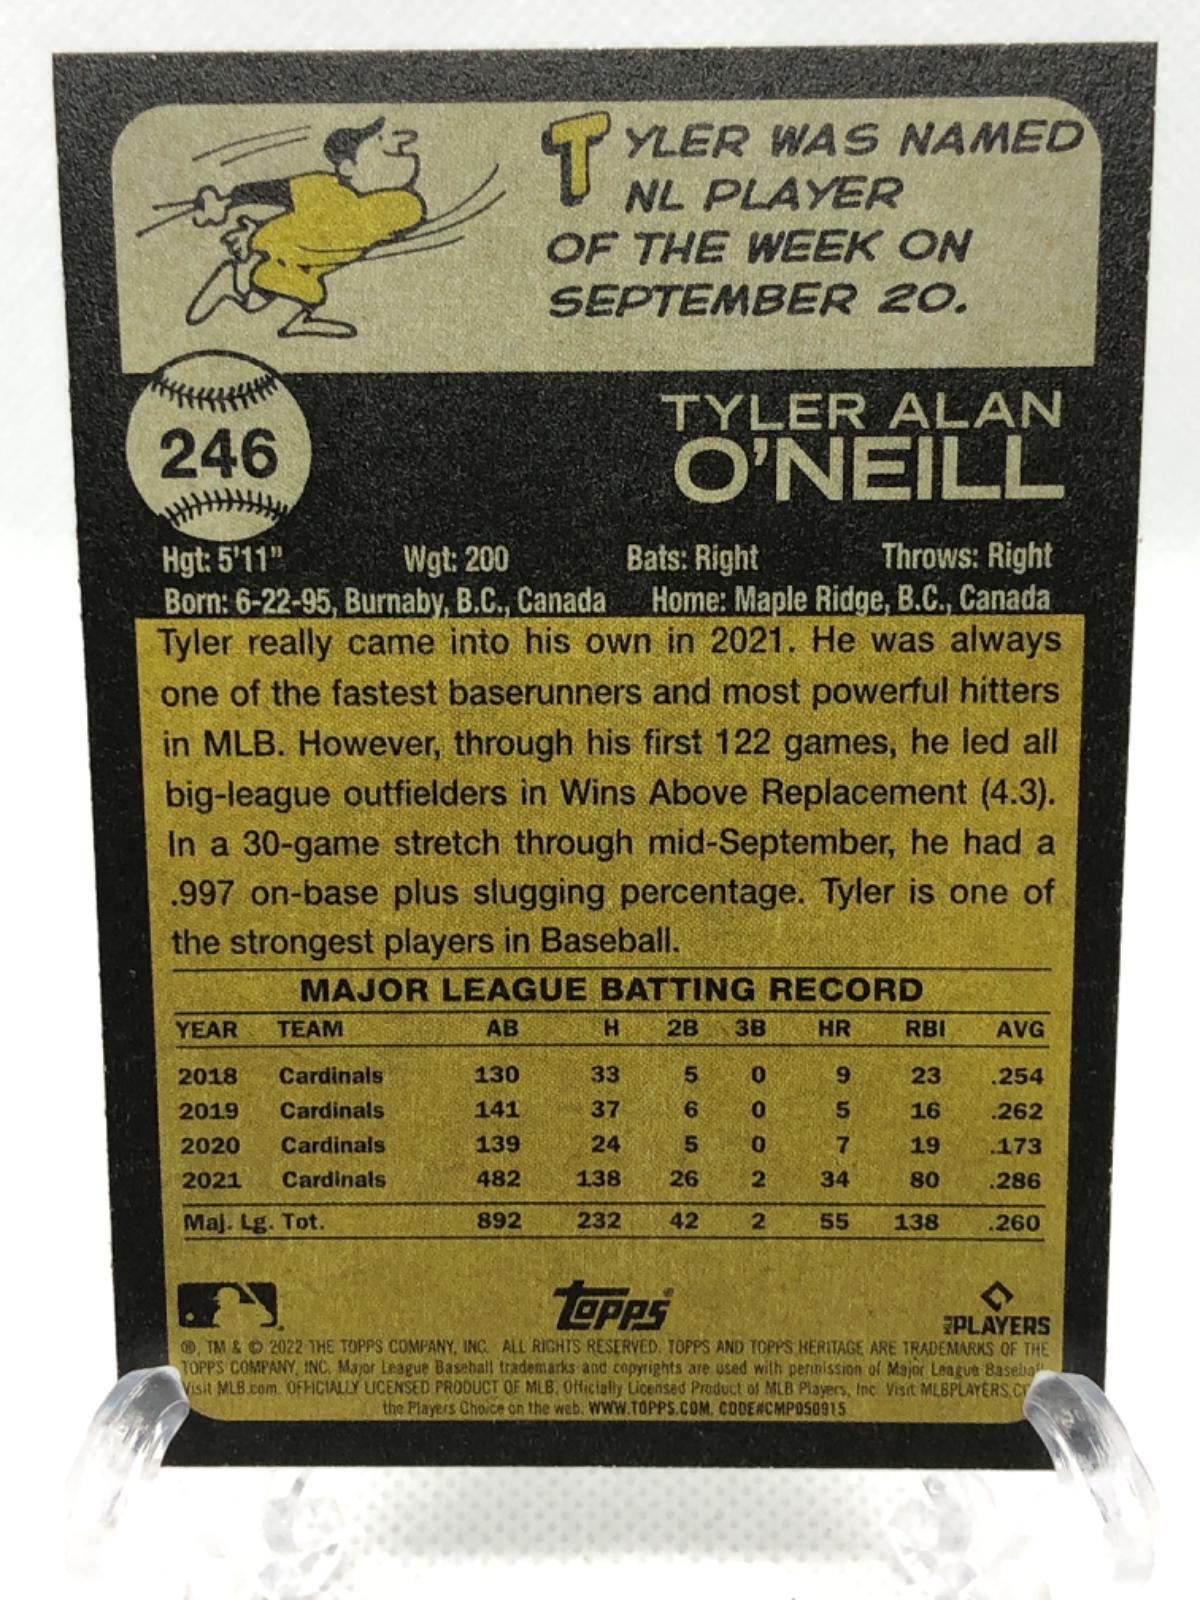 TYLER WAS NAMED
NL PLAYER
OF THE WEEK ON
SEPTEMBER 20.
246
TYLER ALAN
O'NEILL
Hgt: 5'11" Wgt: 200 Bats: Right Throws: Right
Born: 6-22-95, Burnaby, B.C., Canada Home: Maple Ridge, B.C., Canada
Tyler really came into his own in 2021. He was always
one of the fastest baserunners and most powerful hitters
in MLB. However, through his first 122 games, he led all
big-league outfielders in Wins Above Replacement (4.3).
In a 30-game stretch through mid-September, he had a
.997 on-base plus slugging percentage. Tyler is one of
the strongest players in Baseball.
MAJOR LEAGUE BATTING RECORD
YEAR TEAM AB H 2B 3B HR RBI AVG
2018 Cardinals 130 33 5 0 9 23 .254
2019 Cardinals 141 37 6 0 5 16 .262
2020 Cardinals 139 24 5 0 7 19 .173
2021 Cardinals 482 138 26 2 34 80 .286
Maj. Lg. Tot. 892 232 42 2 55 138 .260
topps
PLAYERS
®, TM & © 2022 THE TOPPS COMPANY, INC. ALL RIGHTS RESERVED. TOPPS AND TOPPS HERITAGE ARE TRADEMARKS OF THE
TOPPS COMPANY, INC. Major League Baseball trademarks and copyrights are used with permission of Major League Baseball
Visit MLB.com. OFFICIALLY LICENSED PRODUCT OF MLB. Officially Licensed Product of MLB Players, Inc. Visit MLBPLAYERS.CO
the Players Choice on the web. WWW.TOPPS.COM. CODE#CMP050915